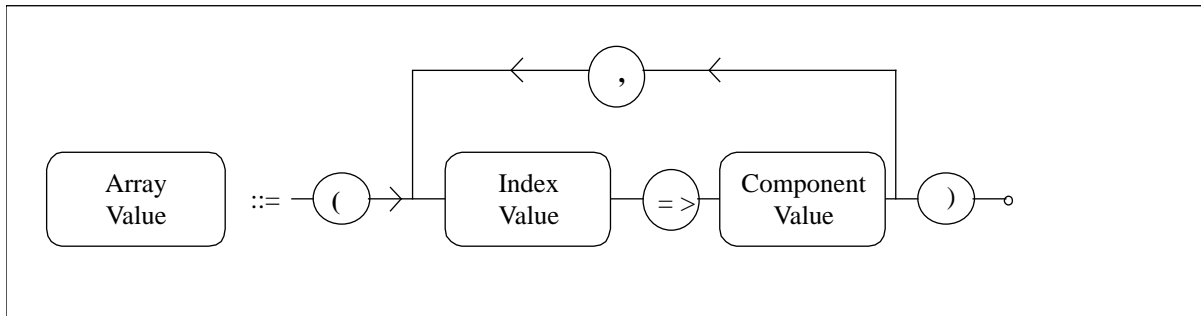 ,
Array
Value
::=
(
Index
Value
= >
Component
Value
)